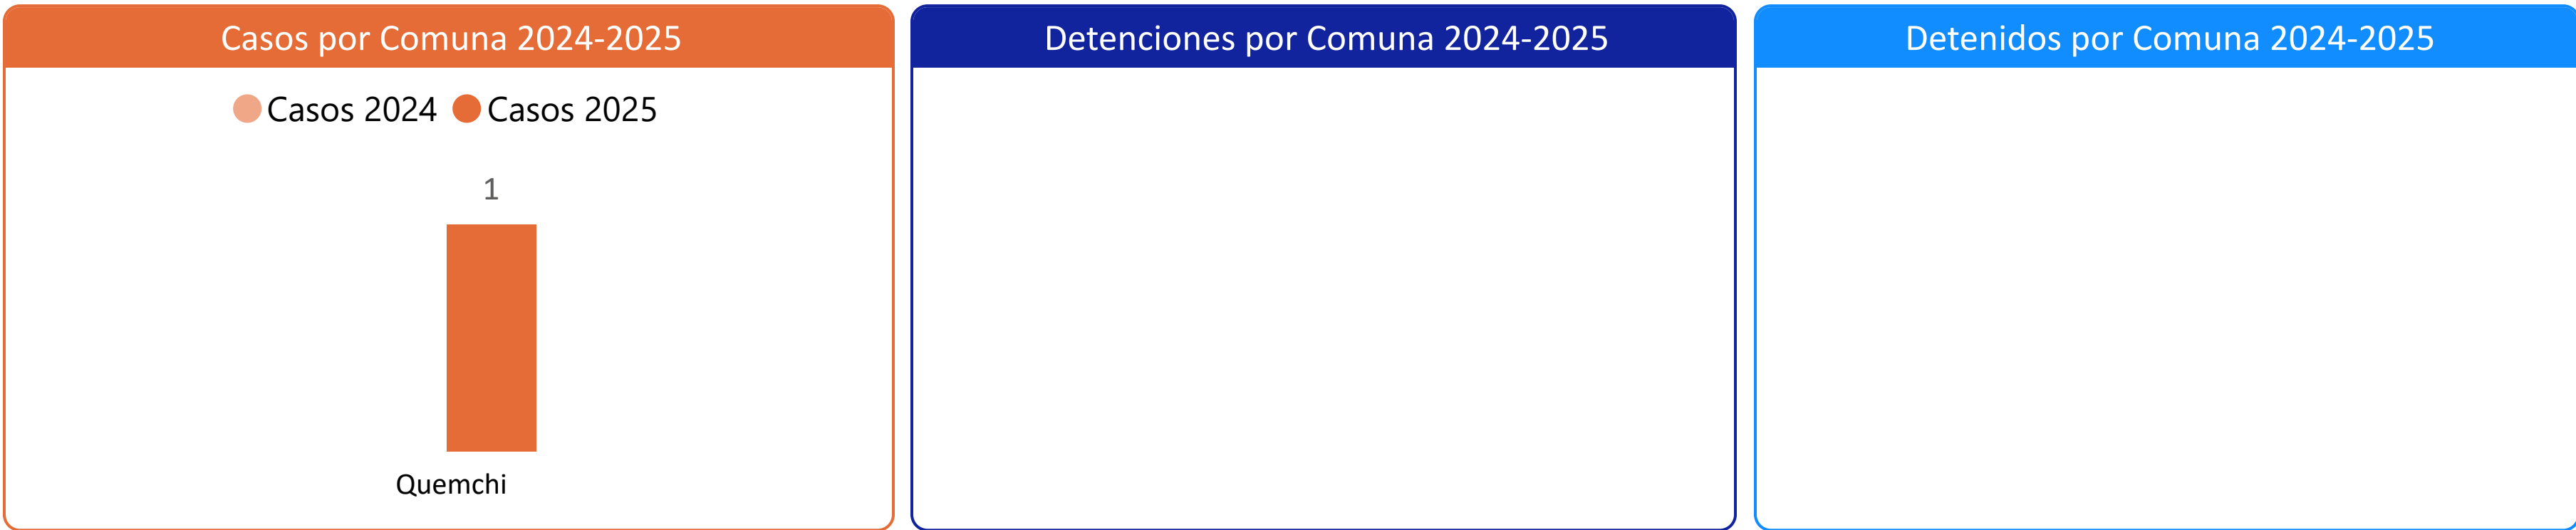 Casos por Comuna 2024-2025
Casos 2024 Casos 2025
1
Quemchi
Detenciones por Comuna 2024-2025
Detenidos por Comuna 2024-2025